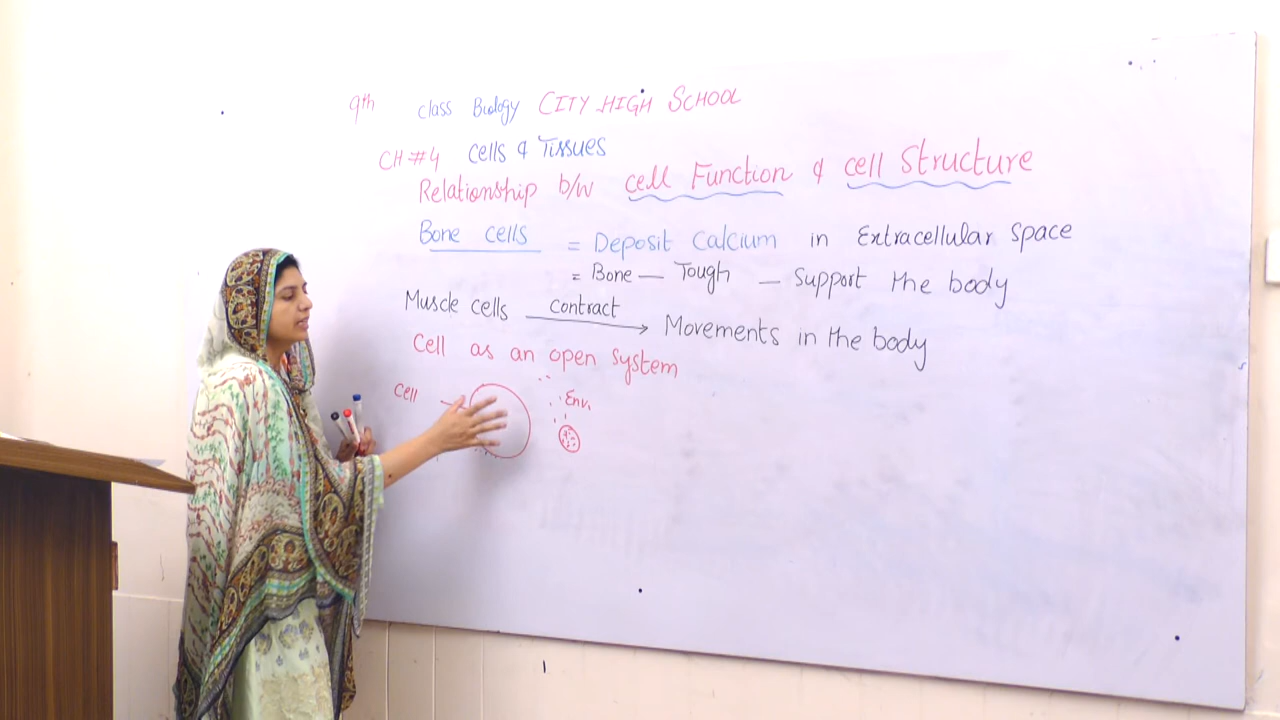 9th class Biology CITY HIGH SCHOOL
CH#4 cells & Tissues
Relationship b/w cell Function & cell Structure
Bone cells = Deposit Calcium in Extracellular space
= Bone — Tough — Support the body
Muscle cells contract → Movements in the body
Cell as an open system
Cell
Env.